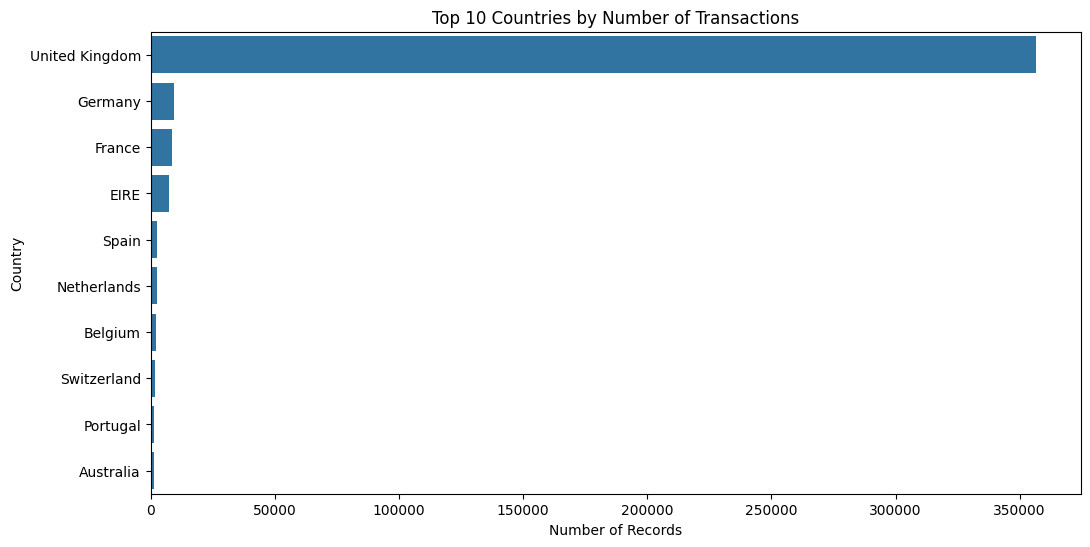 Top 10 Countries by Number of Transactions
Country
United Kingdom
Germany
France
EIRE
Spain
Netherlands
Belgium
Switzerland
Portugal
Australia
0 50000 100000 150000 200000 250000 300000 350000
Number of Records